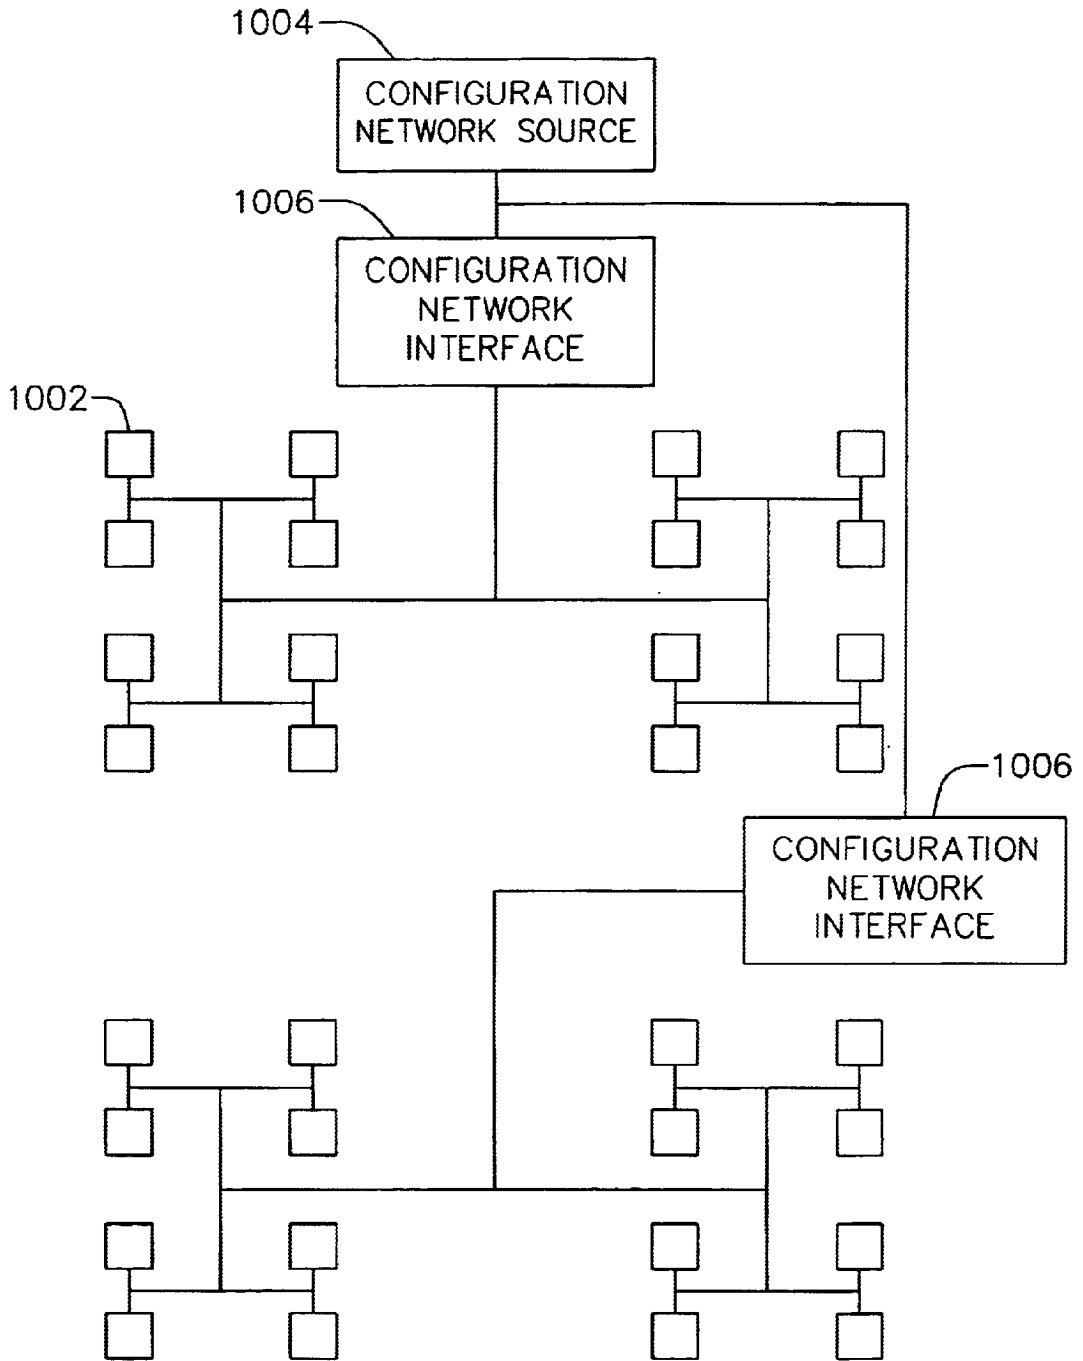 1004
CONFIGURATION
NETWORK SOURCE
1006
CONFIGURATION
NETWORK
INTERFACE
1002
1006
CONFIGURATION
NETWORK
INTERFACE